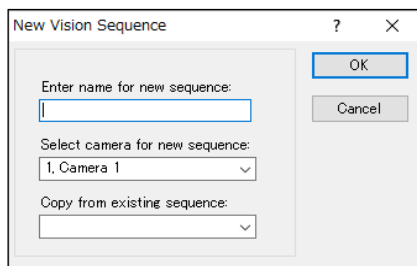 New Vision Sequence
Enter name for new sequence:
Select camera for new sequence:
1, Camera 1
Copy from existing sequence:
OK
Cancel